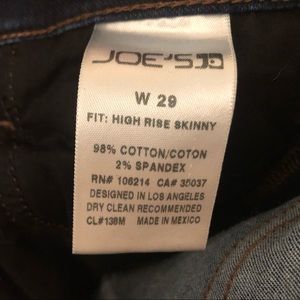 JOE'S
W 29
FIT: HIGH RISE SKINNY
98% COTTON/COTON
2% SPANDEX
RN# 106214 CA# 35037
DESIGNED IN LOS ANGELES
DRY CLEAN RECOMMENDED
CL#138M MADE IN MEXICO